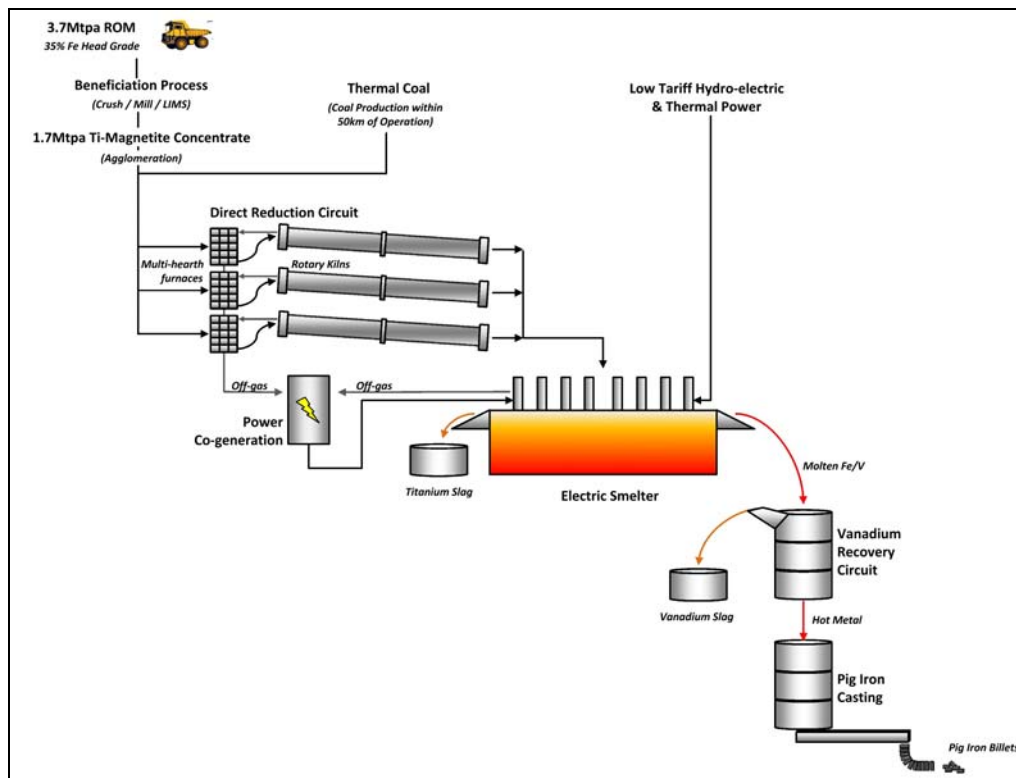 3.7Mtpa ROM
35% Fe Head Grade
Beneficiation Process
(Crush / Mill / LIMS)
1.7Mtpa Ti-Magnetite Concentrate
(Agglomeration)
Thermal Coal
(Coal Production within
50km of Operation)
Low Tariff Hydro-electric
& Thermal Power
Direct Reduction Circuit
Multi-hearth
furnaces
Rotary Kilns
Off-gas
Off-gas
Power
Co-generation
Titanium Slag
Electric Smelter
Molten Fe/V
Vanadium
Recovery
Circuit
Vanadium Slag
Hot Metal
Pig Iron
Casting
Pig Iron Billets